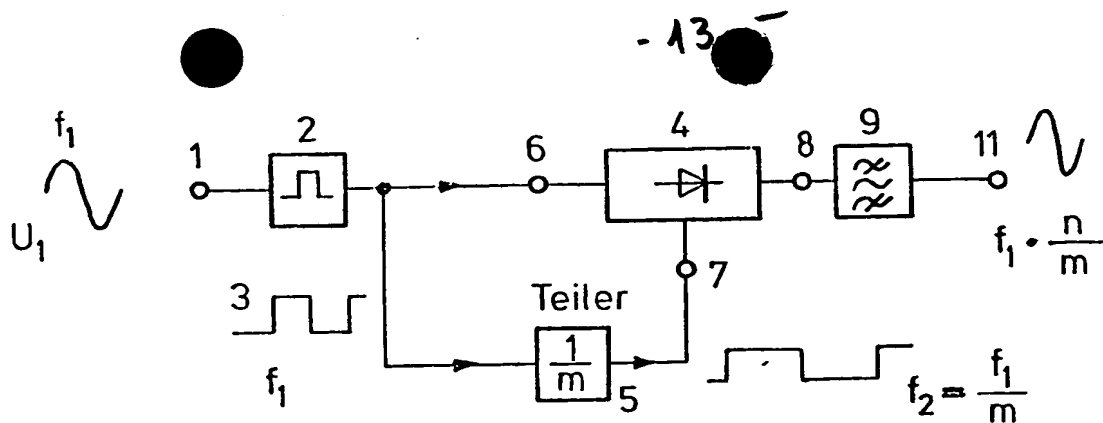 - 13 -
f₁
1
2
6
4
8
9
11
U₁
7
f₁ · n/m
3
Teiler
f₁
1/m
5
f₂ = f₁/m